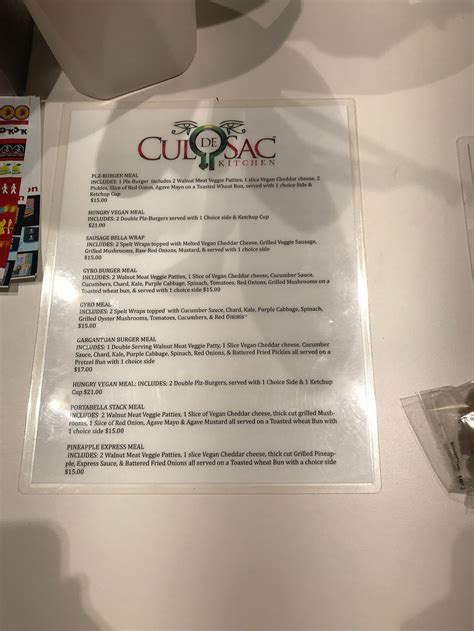 CUL DE SAC
KITCHEN
PLZ-BURGER MEAL
INCLUDES: 1 Plz-Burger includes 2 Walnut Meat Veggie Patties, 1 slice Vegan Cheddar cheese, 2
Pickles, Slice of Red Onion, Agave Mayo on a Toasted Wheat Bun, served with 1 choice Side &
Ketchup Cup
$15.00
HUNGRY VEGAN MEAL
INCLUDES: 2 Double Plz-Burgers served with 1 choice Side & Ketchup Cup
$21.00
SAUSAGE BELLA WRAP
INCLUDES: 2 Spelt Wraps topped with Melted Vegan Cheddar Cheese, Grilled Veggie Sausage,
Grilled Mushrooms, Raw Red Onions, Mustard, & served with 1 choice side
$15.00
GYRO BURGER MEAL
INCLUDES: 2 Walnut Meat Veggie Patties, 1 Slice of Vegan Cheddar Cheese, Cucumber Sauce,
Cucumbers, Chard, Kale, Purple Cabbage, Spinach, Tomatoes, Red Onions, Grilled Mushrooms on a
Toasted wheat bun, & served with 1 choice side $15.00
GYRO MEAL
INCLUDES: 2 Spelt Wraps topped with Cucumber Sauce, Chard, Kale, Purple Cabbage, Spinach,
Grilled Oyster Mushrooms, Tomatoes, Cucumbers, & Red Onions
$15.00
GARGANTUAN BURGER MEAL
INCLUDES: 1 Double Serving Walnut Meat Veggie Patty, 1 Slice Vegan Cheddar Cheese, Cucumber
Sauce, Chard, Kale, Purple Cabbage, Spinach, Red Onions, & Battered Fried Pickles all served on a
Pretzel Bun with 1 choice side
$17.00
HUNGRY VEGAN MEAL: INCLUDES: 2 Double Plz-Burgers, served with 1 Choice Side & 1 Ketchup
Cup $21.00
PORTABELLA STACK MEAL
INCLUDES: 2 Walnut Meat Veggie Patties, 1 Slice of Vegan Cheddar cheese, thick cut grilled Mush-
rooms, 1 Slice of Red Onion, Agave Mayo & Agave Mustard all served on a Toasted wheat Bun with
1 choice side $15.00
PINEAPPLE EXPRESS MEAL
INCLUDES: 2 Walnut Meat Veggie Patties, 1 slice Vegan Cheddar cheese, thick cut Grilled Pineap-
ple, Express Sauce, & Battered Fried Onions all served on a Toasted wheat Bun with a choice side
$15.00